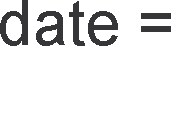 date =